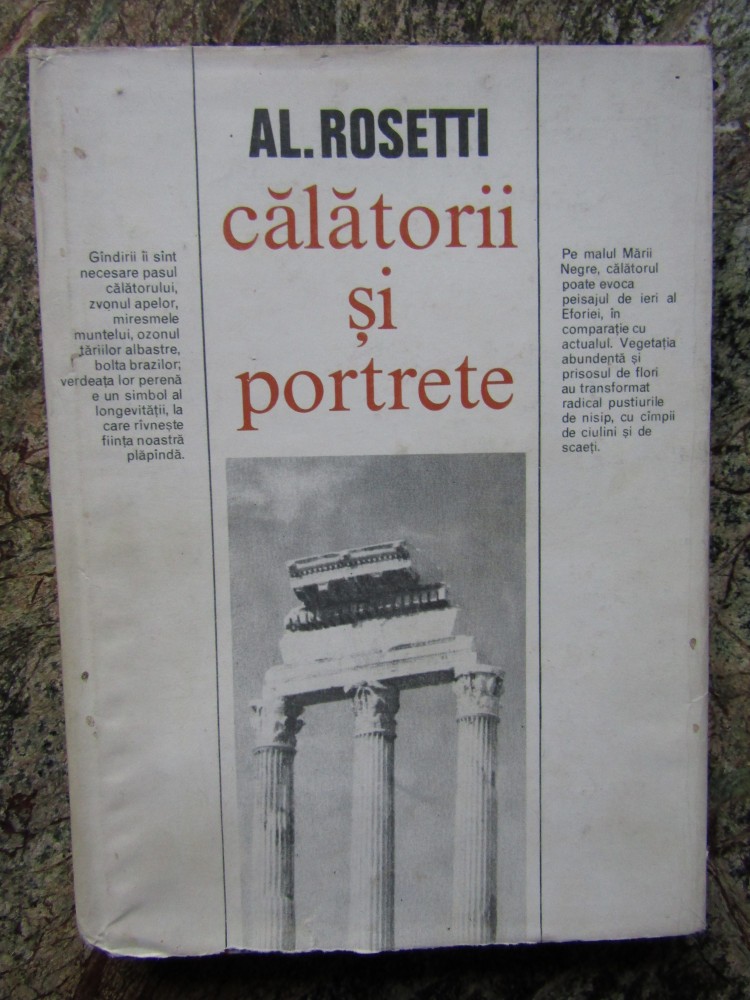 AL. ROSETTI
călătorii
și
portrete
Gîndirii îi sînt
necesare pasul
călătorului,
zvonul apelor,
miresmele
muntelui, ozonul
tăriilor albastre,
bolta brazilor;
verdeața lor perenă
e un simbol al
longevității, la
care rîvnește
ființa noastră
plăpîndă.
Pe malul Mării
Negre, călătorul
poate evoca
peisajul de ieri al
Eforiei, în
comparație cu
actualul. Vegetația
abundentă și
prisosul de flori
au transformat
radical pustiurile
de nisip, cu cîmpii
de ciulini și de
scaeți.